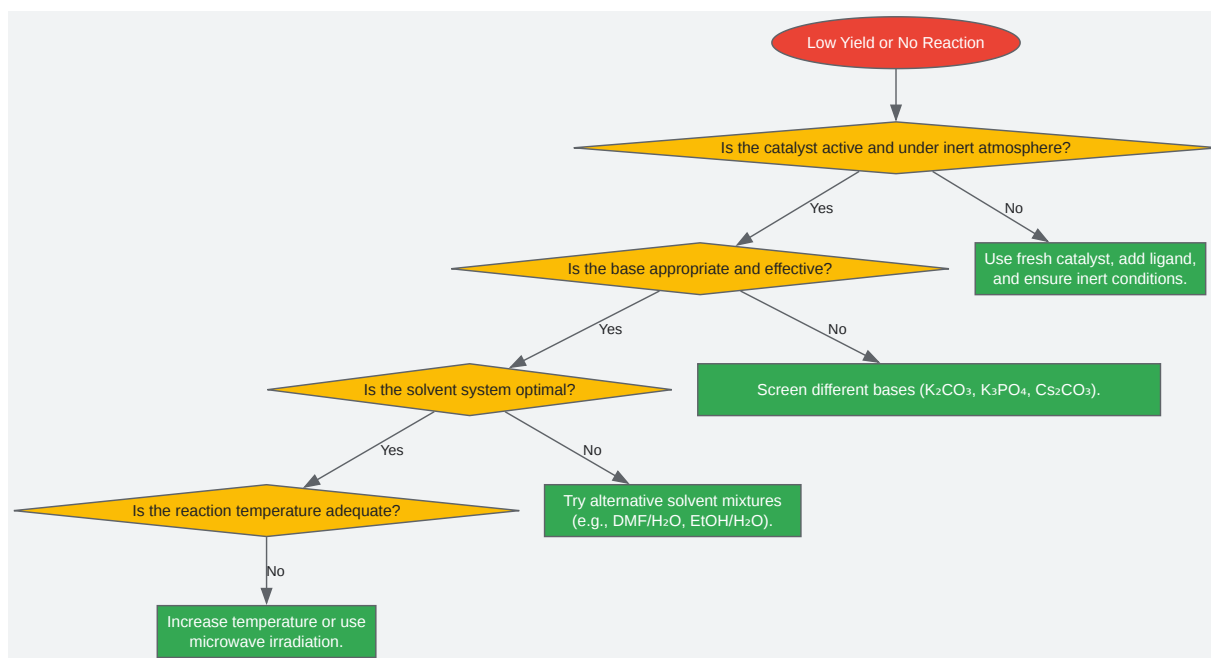 Low Yield or No Reaction
Is the catalyst active and under inert atmosphere?
Yes
No
Is the base appropriate and effective?
Use fresh catalyst, add ligand,
and ensure inert conditions.
Yes
No
Is the solvent system optimal?
Screen different bases (K₂CO₃, K₃PO₄, Cs₂CO₃).
Yes
No
Is the reaction temperature adequate?
Try alternative solvent mixtures
(e.g., DMF/H₂O, EtOH/H₂O).
No
Increase temperature or use
microwave irradiation.